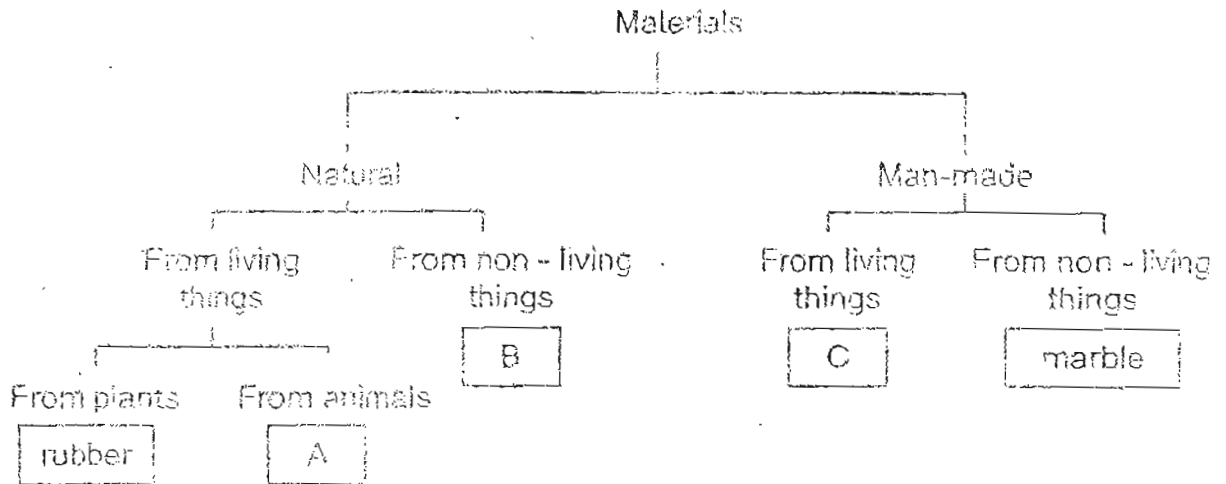 Materials
Natural
Man-made
From living
things
From non - living
things
From living
things
From non - living
things
B
C
marble
From plants
From animals
rubber
A